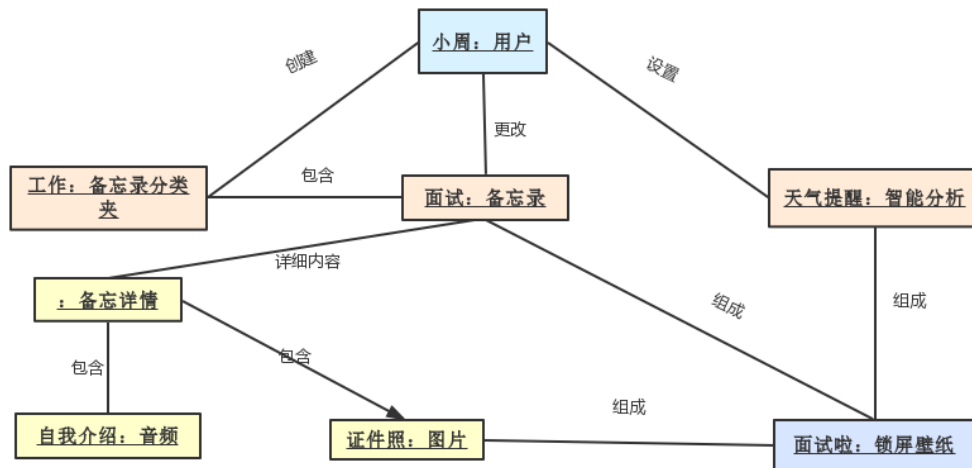 小周：用户
创建
设置
更改
工作：备忘录分类
夹
包含
面试：备忘录
天气提醒：智能分析
详细内容
：备忘详情
组成
组成
包含
包含
组成
自我介绍：音频
证件照：图片
面试啦：锁屏壁纸